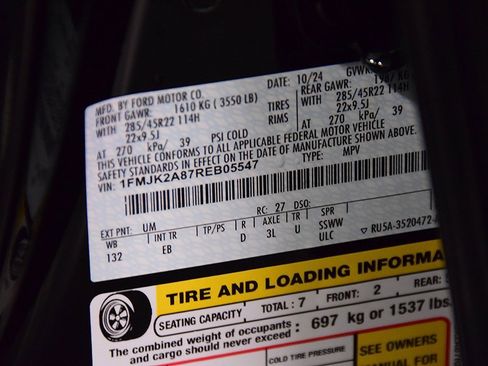 MFD. BY FORD MOTOR CO.
DATE: 10/24 GVWR
FRONT GAWR: 1610 KG ( 3550 LB)
REAR GAWR:
WITH 285/45R22 114H TIRES
WITH 285/45R22 114H
22x9.5J RIMS
22x9.5J
AT 270 kPa/ 39 PSI COLD
AT 270 kPa/ 39
THIS VEHICLE CONFORMS TO ALL APPLICABLE FEDERAL MOTOR VEHICLE
SAFETY STANDARDS IN EFFECT ON THE DATE OF MANUFACTURE SHOWN ABOVE.
VIN: 1FMJK2A87REB05547 MPV
EXT PNT: UM RC: 27 DSO:
WB INT TR TP/PS R AXLE TR SPR
132 EB D 3L U SSWW
ULC
RU5A-3520472-
TIRE AND LOADING INFORMA
SEATING CAPACITY TOTAL: 7 FRONT: 2 REAR:
The combined weight of occupants
and cargo should never exceed : 697 kg or 1537 lbs.
COLD TIRE PRESSURE
SEE OWNERS
MANUAL FOR